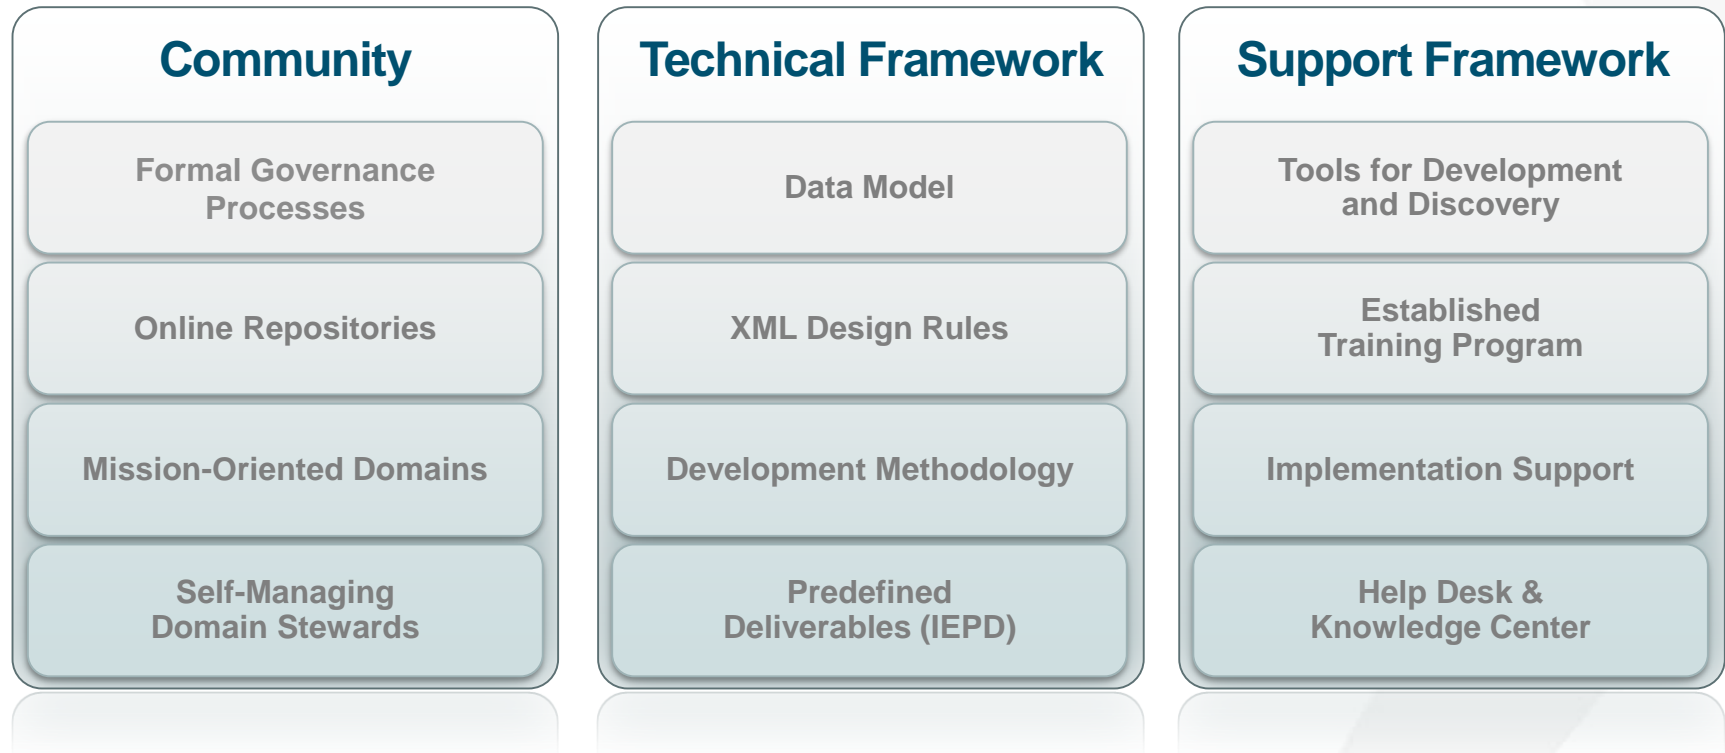 Community
Formal Governance
Processes
Online Repositories
Mission-Oriented Domains
Self-Managing
Domain Stewards
Technical Framework
Data Model
XML Design Rules
Development Methodology
Predefined
Deliverables (IEPD)
Support Framework
Tools for Development
and Discovery
Established
Training Program
Implementation Support
Help Desk &
Knowledge Center